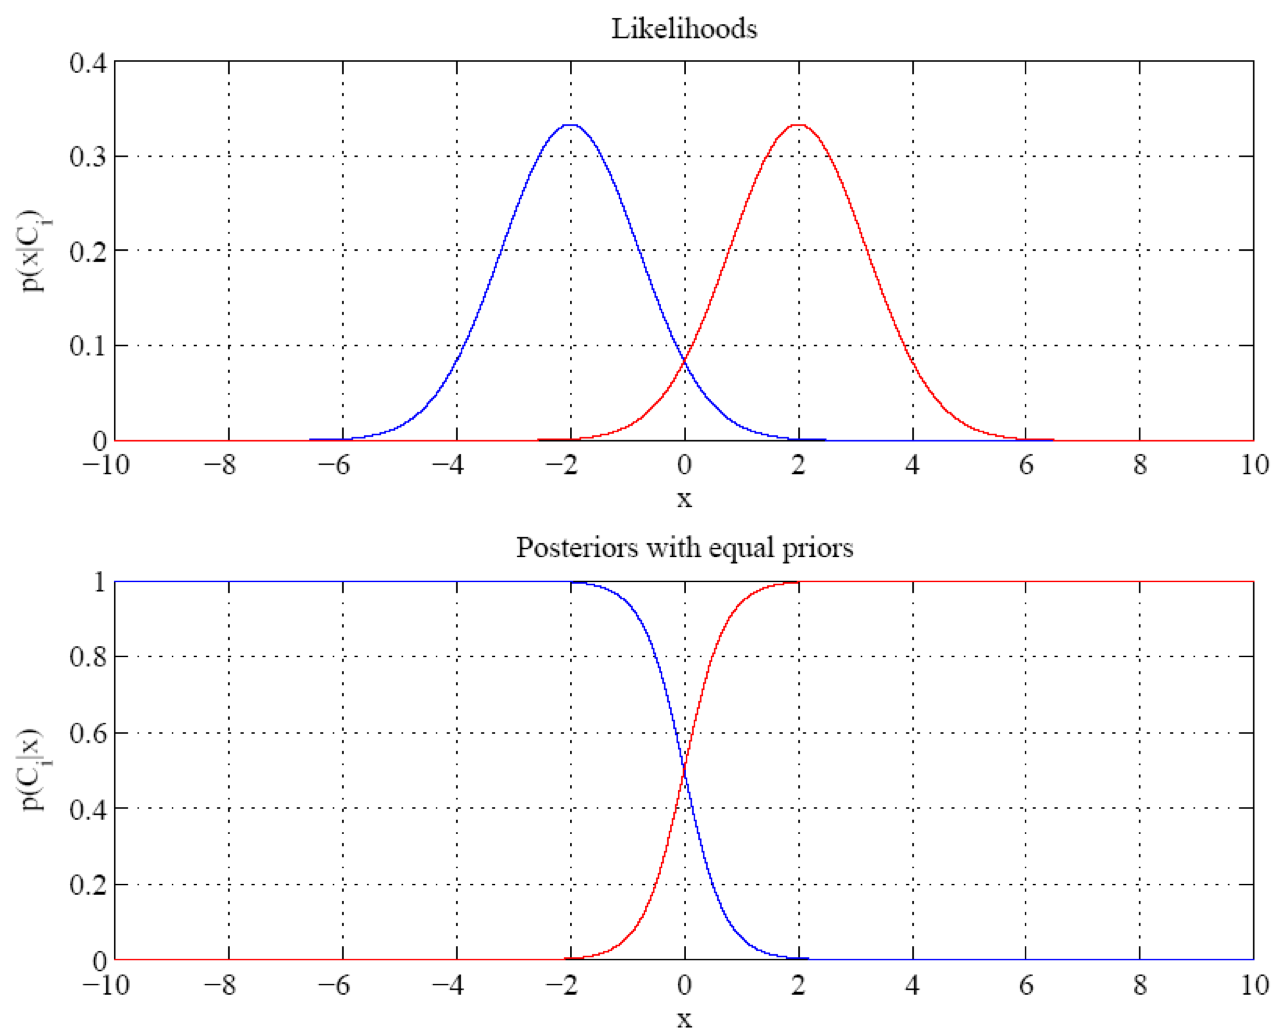 Likelihoods
0.4
0.3
0.2
0.1
0
p(x|C_i)
−10 −8 −6 −4 −2 0 2 4 6 8 10
x
Posteriors with equal priors
1
0.8
0.6
0.4
0.2
0
p(C_i|x)
−10 −8 −6 −4 −2 0 2 4 6 8 10
x